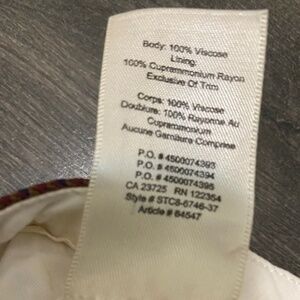 Body: 100% Viscose
Lining:
100% Cuprammonium Rayon
Exclusive Of Trim
Corps: 100% Viscose
Doublure: 100% Rayonne Au
Cuprammonium
Aucune Garniture Comprise
P.O. # 4500074393
P.O. # 4500074394
P.O. # 4500074395
CA 23725 RN 122354
Style # STC8-6746-37
Article # 64547